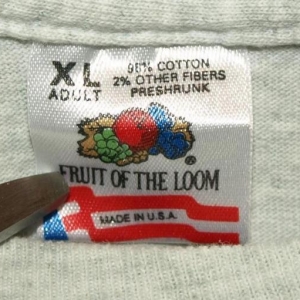 XL
ADULT
98% COTTON
2% OTHER FIBERS
PRESHRUNK
®
FRUIT OF THE LOOM
MADE IN U.S.A.